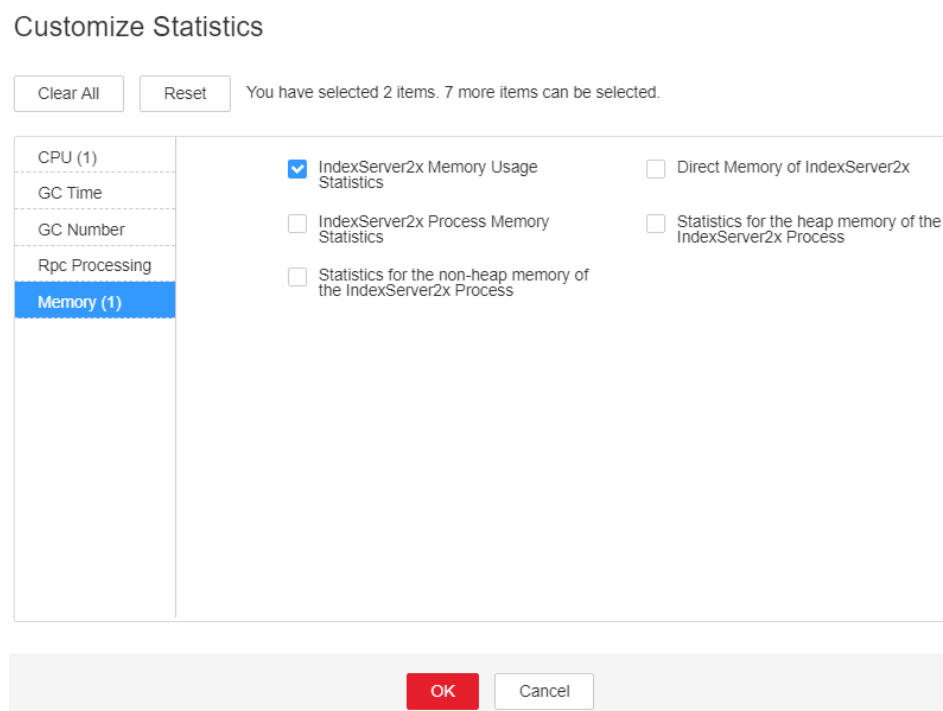 Customize Statistics
Clear All
Reset
You have selected 2 items. 7 more items can be selected.
CPU (1)
GC Time
GC Number
Rpc Processing
Memory (1)
IndexServer2x Memory Usage
Statistics
Direct Memory of IndexServer2x
IndexServer2x Process Memory
Statistics
Statistics for the heap memory of the
IndexServer2x Process
Statistics for the non-heap memory of
the IndexServer2x Process
OK
Cancel